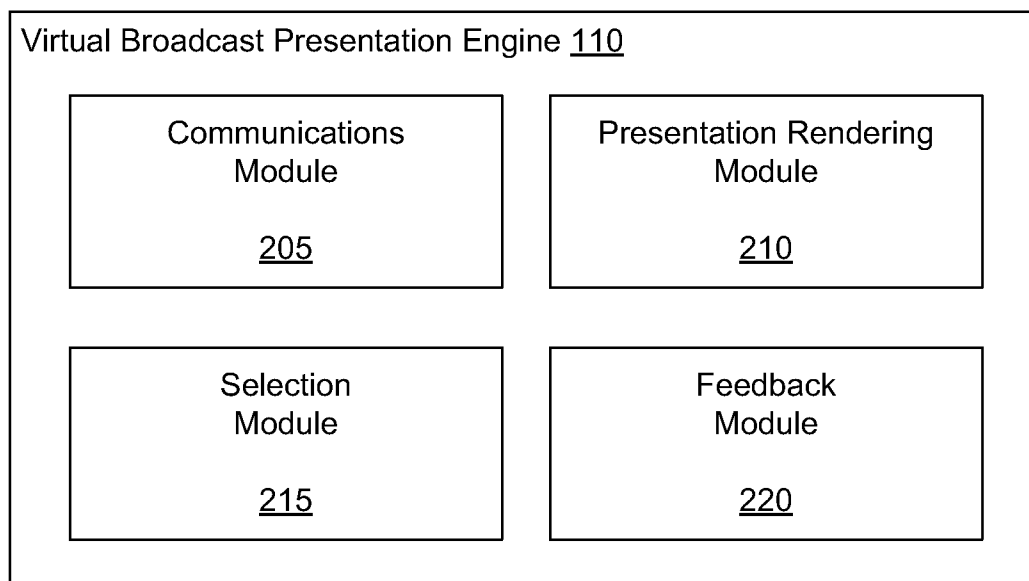 Virtual Broadcast Presentation Engine 110
Communications
Module
205
Presentation Rendering
Module
210
Selection
Module
215
Feedback
Module
220